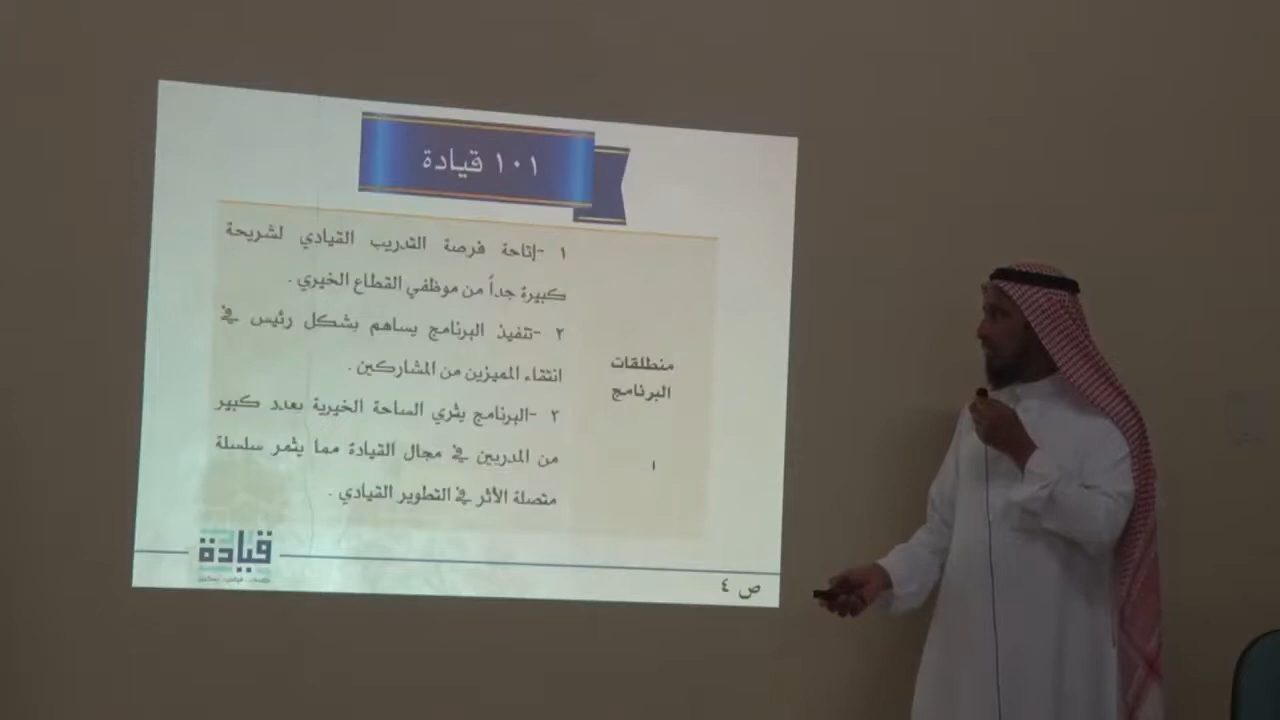 ١٠١ قيادة
منطلقات
البرنامج
١
١ -إتاحة فرصة التدريب القيادي لشريحة
كبيرة جداً من موظفي القطاع الخيري .
٢ -تنفيذ البرنامج يساهم بشكل رئيس في
انتقاء المميزين من المشاركين .
٣ -البرنامج يثري الساحة الخيرية بعدد كبير
من المدربين في مجال القيادة مما يثمر سلسلة
متصلة الأثر في التطوير القيادي .
قيادة
ص ٤